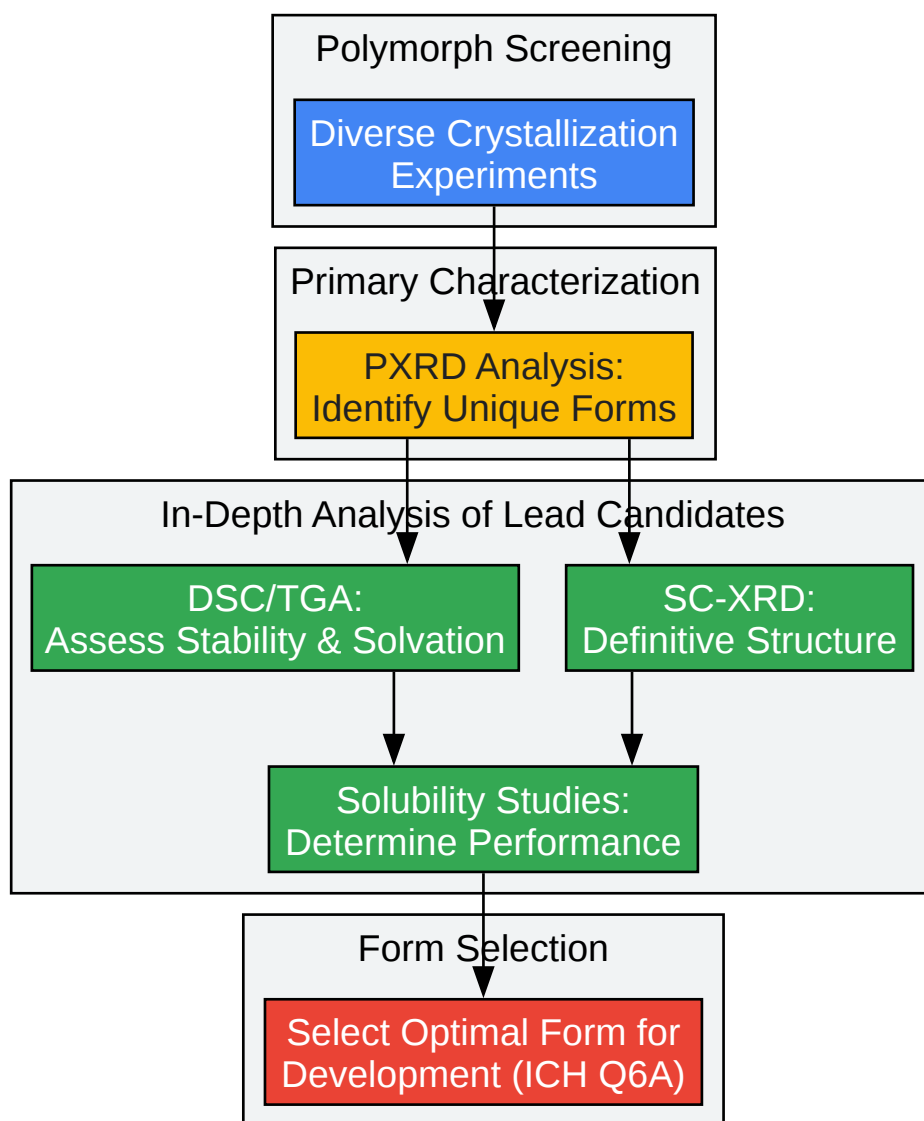 Polymorph Screening
Diverse Crystallization
Experiments
Primary Characterization
PXRD Analysis:
Identify Unique Forms
In-Depth Analysis of Lead Candidates
DSC/TGA:
Assess Stability & Solvation
SC-XRD:
Definitive Structure
Solubility Studies:
Determine Performance
Form Selection
Select Optimal Form for
Development (ICH Q6A)